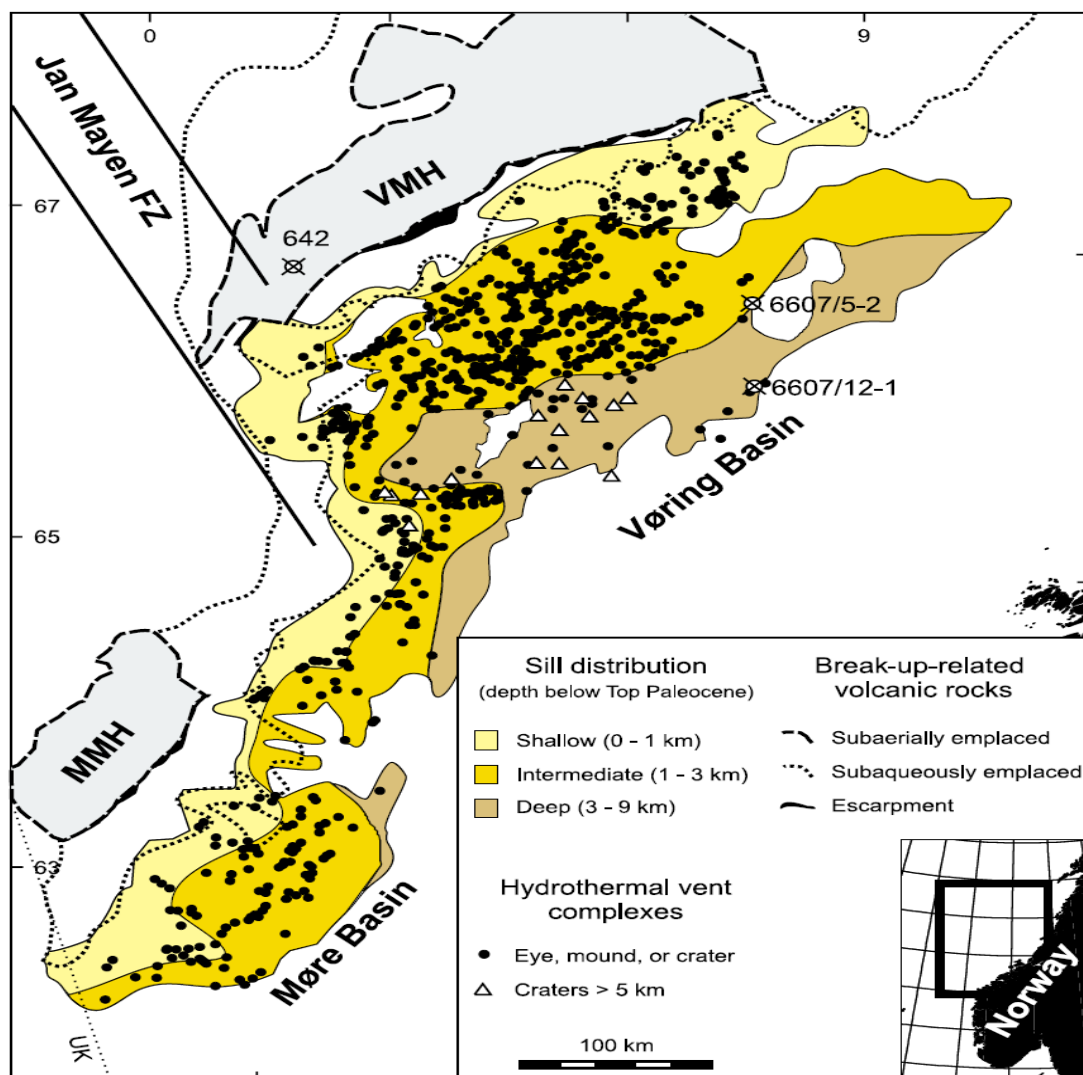 0
9
Jan Mayen FZ
VMH
67
642
6607/5-2
6607/12-1
Vøring Basin
65
MMH
63
Møre Basin
UK
Sill distribution
(depth below Top Paleocene)
Shallow (0 - 1 km)
Intermediate (1 - 3 km)
Deep (3 - 9 km)
Hydrothermal vent
complexes
Eye, mound, or crater
Craters > 5 km
100 km
Break-up-related
volcanic rocks
Subaerially emplaced
Subaqueously emplaced
Escarpment
Norway